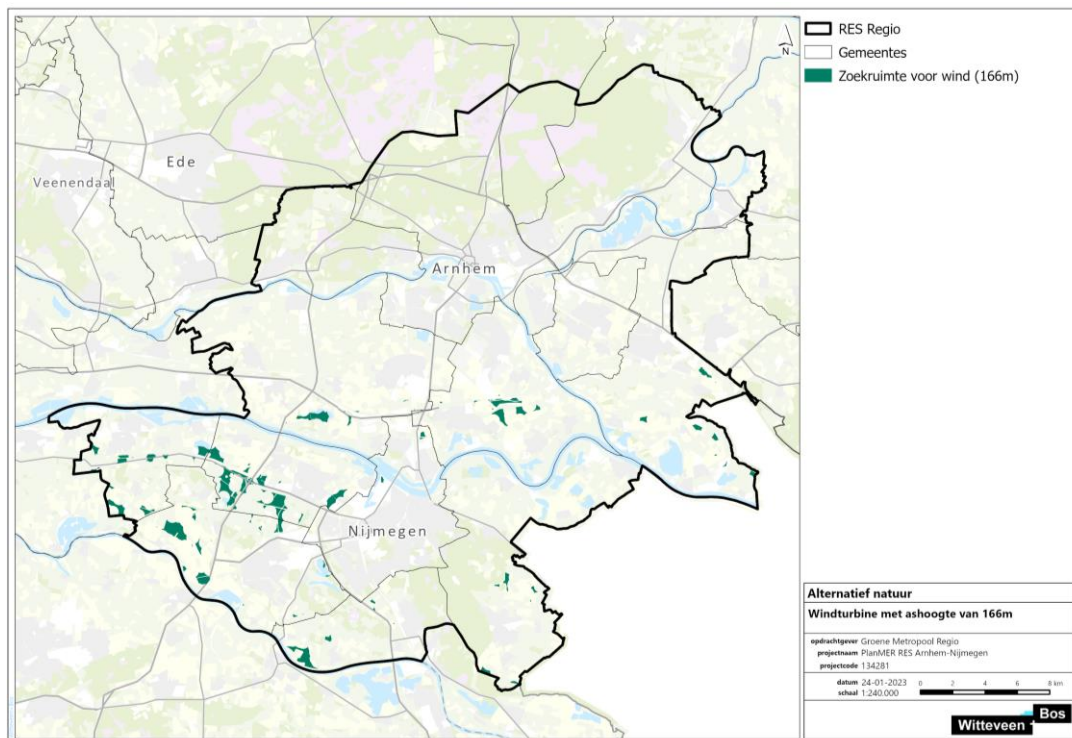 N
RES Regio
Gemeentes
Zoekruimte voor wind (166m)
Ede
Veenendaal
Arnhem
Nijmegen
Alternatief natuur
Windturbine met ashoogte van 166m
opdrachtgever Groene Metropool Regio
projectnaam PlanMER RES Arnhem-Nijmegen
projectcode 134281
datum 24-01-2023
schaal 1:240.000
0 2 4 6 8 km
Witteveen + Bos